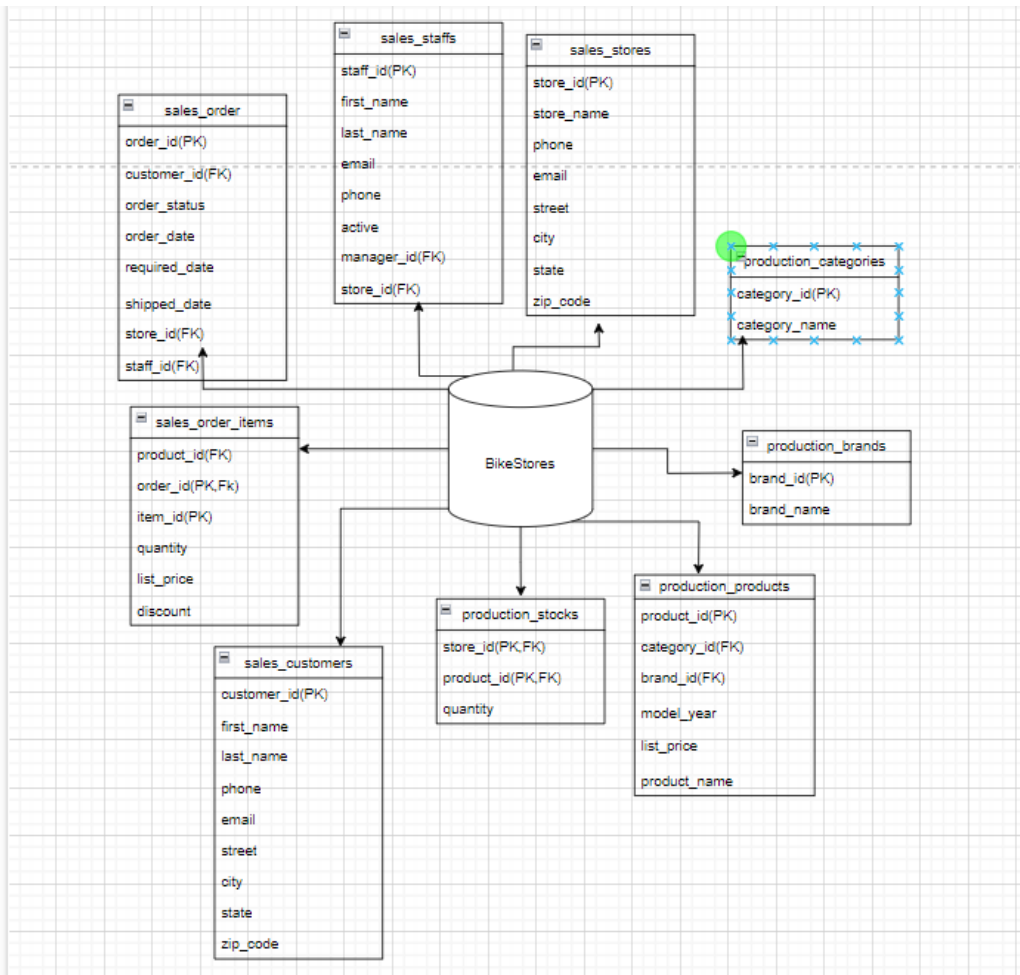 sales_staffs
staff_id(PK)
first_name
last_name
email
phone
active
manager_id(FK)
store_id(FK)
sales_stores
store_id(PK)
store_name
phone
email
street
city
state
zip_code
sales_order
order_id(PK)
customer_id(FK)
order_status
order_date
required_date
shipped_date
store_id(FK)
staff_id(FK)
production_categories
category_id(PK)
category_name
sales_order_items
product_id(FK)
order_id(PK,Fk)
item_id(PK)
quantity
list_price
discount
BikeStores
production_brands
brand_id(PK)
brand_name
sales_customers
customer_id(PK)
first_name
last_name
phone
email
street
city
state
zip_code
production_stocks
store_id(PK,FK)
product_id(PK,FK)
quantity
production_products
product_id(PK)
category_id(FK)
brand_id(FK)
model_year
list_price
product_name